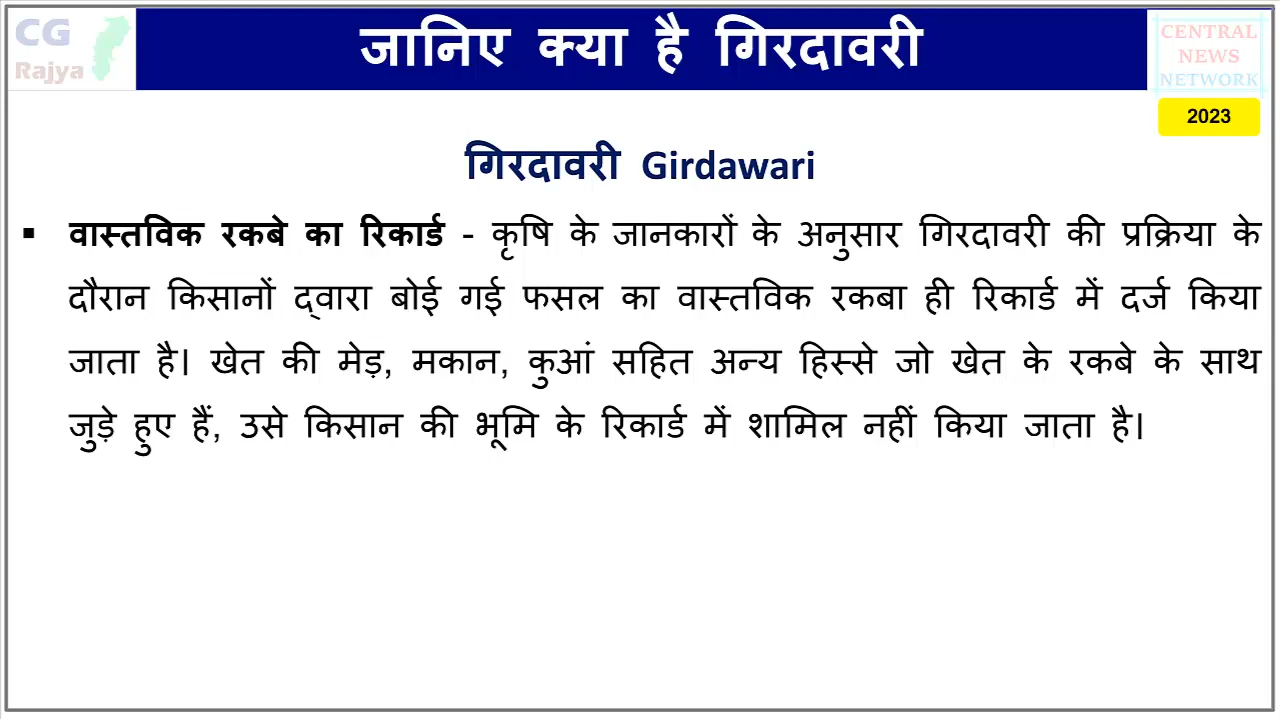 CG
Rajya
जानिए क्या है गिरदावरी
CENTRAL
NEWS
NETWORK
2023
गिरदावरी Girdawari
▪ वास्तविक रकबे का रिकार्ड - कृषि के जानकारों के अनुसार गिरदावरी की प्रक्रिया के
दौरान किसानों द्वारा बोई गई फसल का वास्तविक रकबा ही रिकार्ड में दर्ज किया
जाता है। खेत की मेड़, मकान, कुआं सहित अन्य हिस्से जो खेत के रकबे के साथ
जुड़े हुए हैं, उसे किसान की भूमि के रिकार्ड में शामिल नहीं किया जाता है।